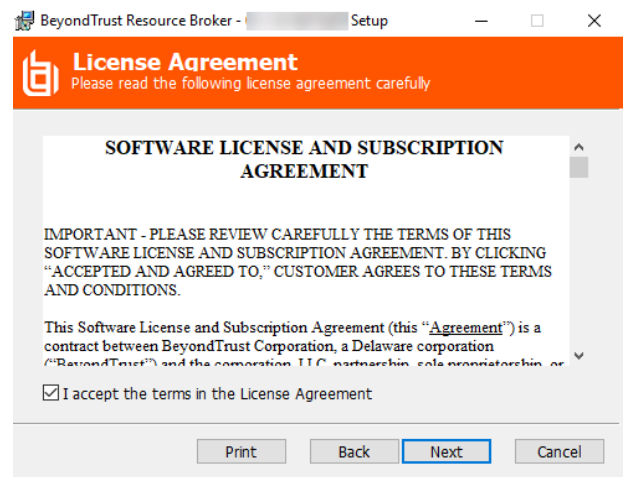 BeyondTrust Resource Broker - Setup
License Agreement
Please read the following license agreement carefully
SOFTWARE LICENSE AND SUBSCRIPTION
AGREEMENT
IMPORTANT - PLEASE REVIEW CAREFULLY THE TERMS OF THIS
SOFTWARE LICENSE AND SUBSCRIPTION AGREEMENT. BY CLICKING
“ACCEPTED AND AGREED TO,” CUSTOMER AGREES TO THESE TERMS
AND CONDITIONS.
This Software License and Subscription Agreement (this “Agreement”) is a
contract between BeyondTrust Corporation, a Delaware corporation
(“BeyondTrust”) and the corporation, LLC, partnership, sole proprietorship, or
I accept the terms in the License Agreement
Print
Back
Next
Cancel